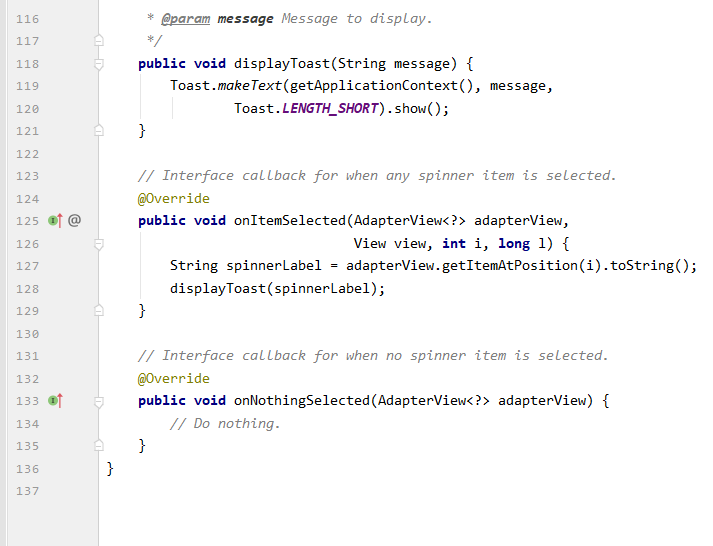 116 * @param message Message to display.
117 */
118 public void displayToast(String message) {
119 Toast.makeText(getApplicationContext(), message,
120 Toast.LENGTH_SHORT).show();
121 }
122
123 // Interface callback for when any spinner item is selected.
124 @Override
125 I @ public void onItemSelected(AdapterView<?> adapterView,
126 View view, int i, long l) {
127 String spinnerLabel = adapterView.getItemAtPosition(i).toString();
128 displayToast(spinnerLabel);
129 }
130
131 // Interface callback for when no spinner item is selected.
132 @Override
133 I public void onNothingSelected(AdapterView<?> adapterView) {
134 // Do nothing.
135 }
136 }
137